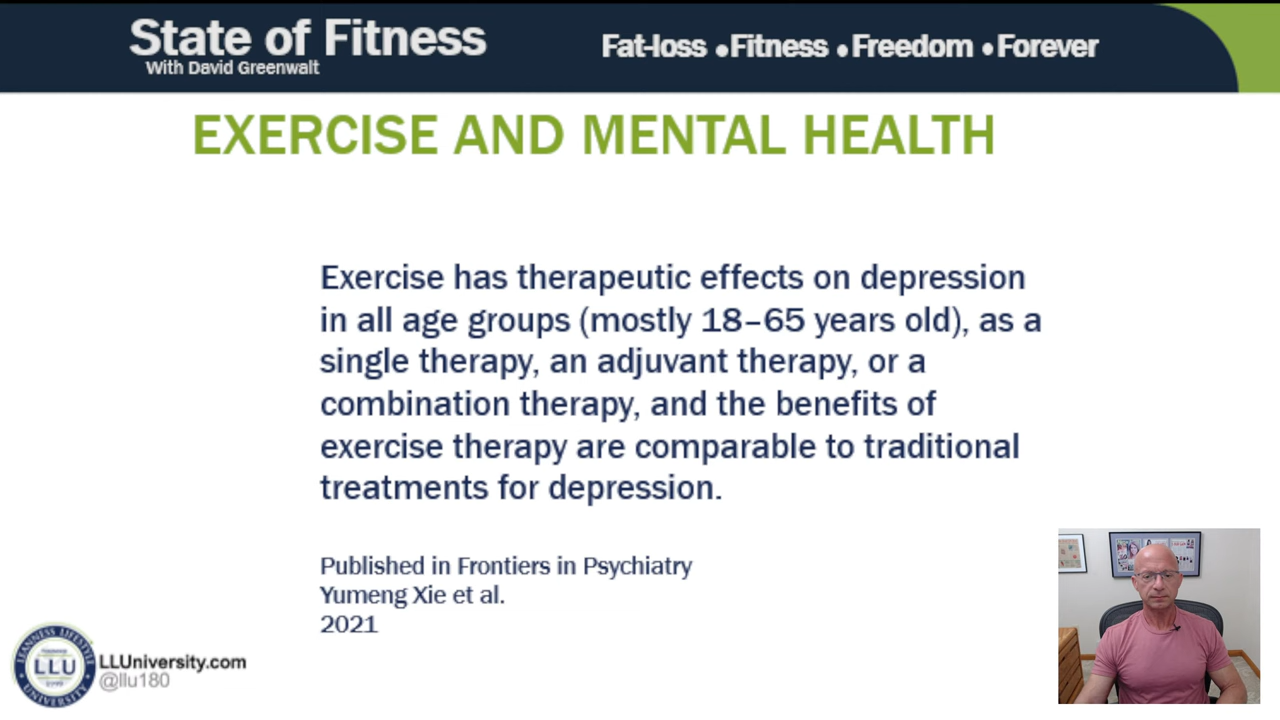 State of Fitness
With David Greenwalt
Fat-loss •Fitness •Freedom •Forever
EXERCISE AND MENTAL HEALTH
Exercise has therapeutic effects on depression
in all age groups (mostly 18–65 years old), as a
single therapy, an adjuvant therapy, or a
combination therapy, and the benefits of
exercise therapy are comparable to traditional
treatments for depression.
Published in Frontiers in Psychiatry
Yumeng Xie et al.
2021
LEANNESS LIFESTYLE
LLU
UNIVERSITY
LLUniversity.com
@llu180